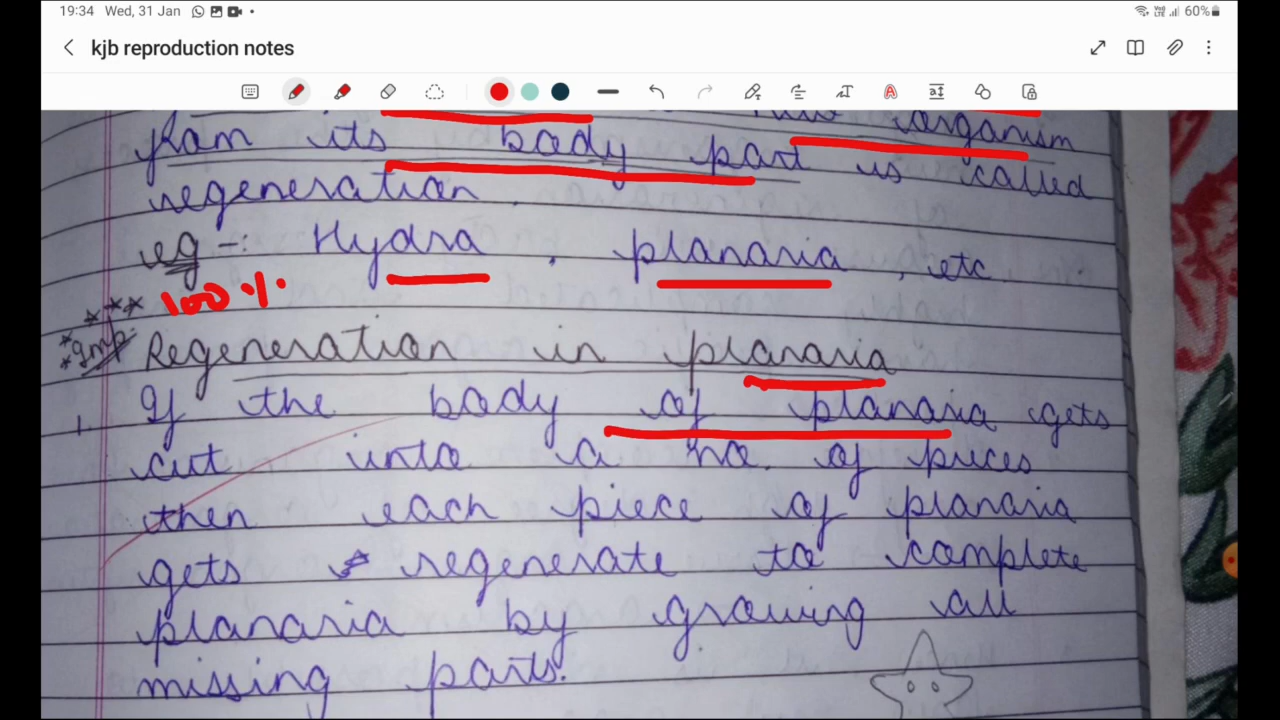 19:34 Wed, 31 Jan
60%
kjb reproduction notes
organism
from its body part is called
regeneration.
eg -: Hydra, planaria, etc
100%
Imp. Regeneration in planaria
1. If the body of planaria gets
cut into a no. of pieces
then each piece of planaria
gets regenerate to complete
planaria by growing all
missing parts.